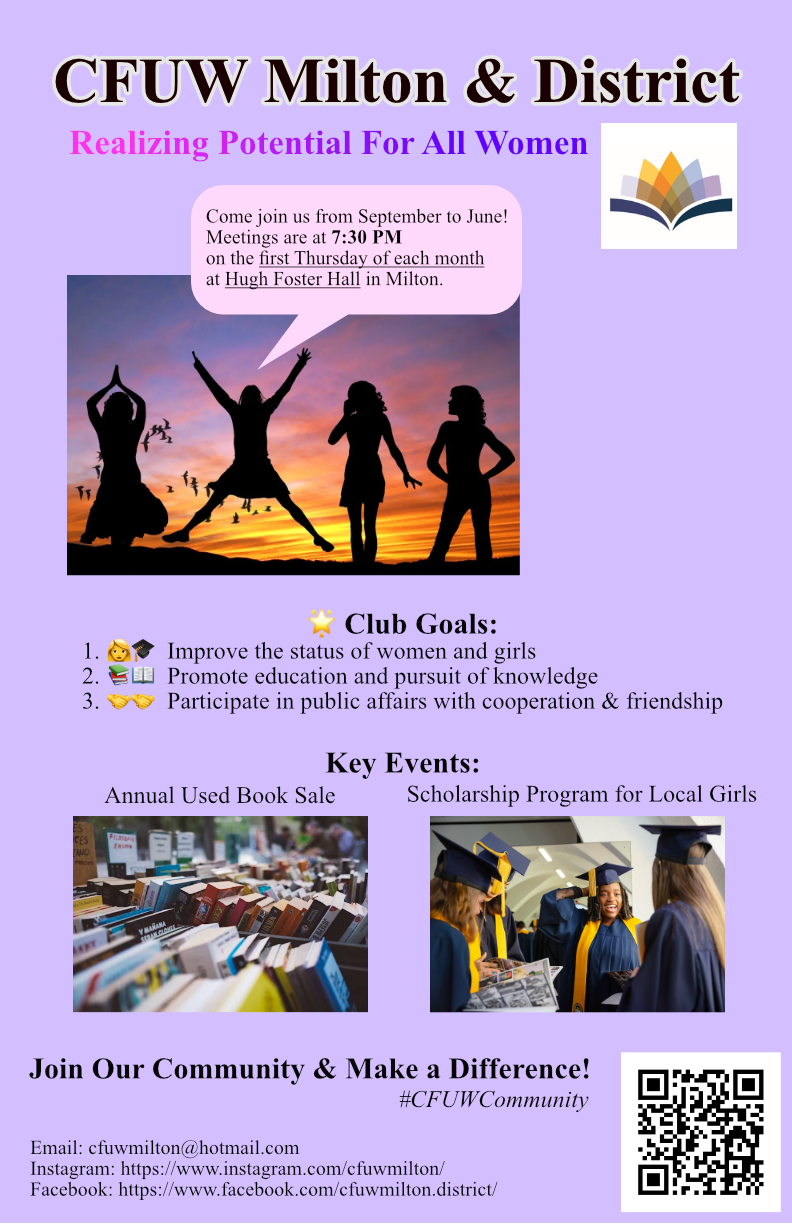 CFUW Milton & District
Realizing Potential For All Women
Come join us from September to June!
Meetings are at 7:30 PM
on the first Thursday of each month
at Hugh Foster Hall in Milton.
🌟 Club Goals:
1. 👩🎓 Improve the status of women and girls
2. 📚📖 Promote education and pursuit of knowledge
3. 🤝🤝 Participate in public affairs with cooperation & friendship
Key Events:
Annual Used Book Sale
Scholarship Program for Local Girls
Y MAÑANA
Join Our Community & Make a Difference!
#CFUWCommunity
Email: cfuwmilton@hotmail.com
Instagram: https://www.instagram.com/cfuwmilton/
Facebook: https://www.facebook.com/cfuwmilton.district/